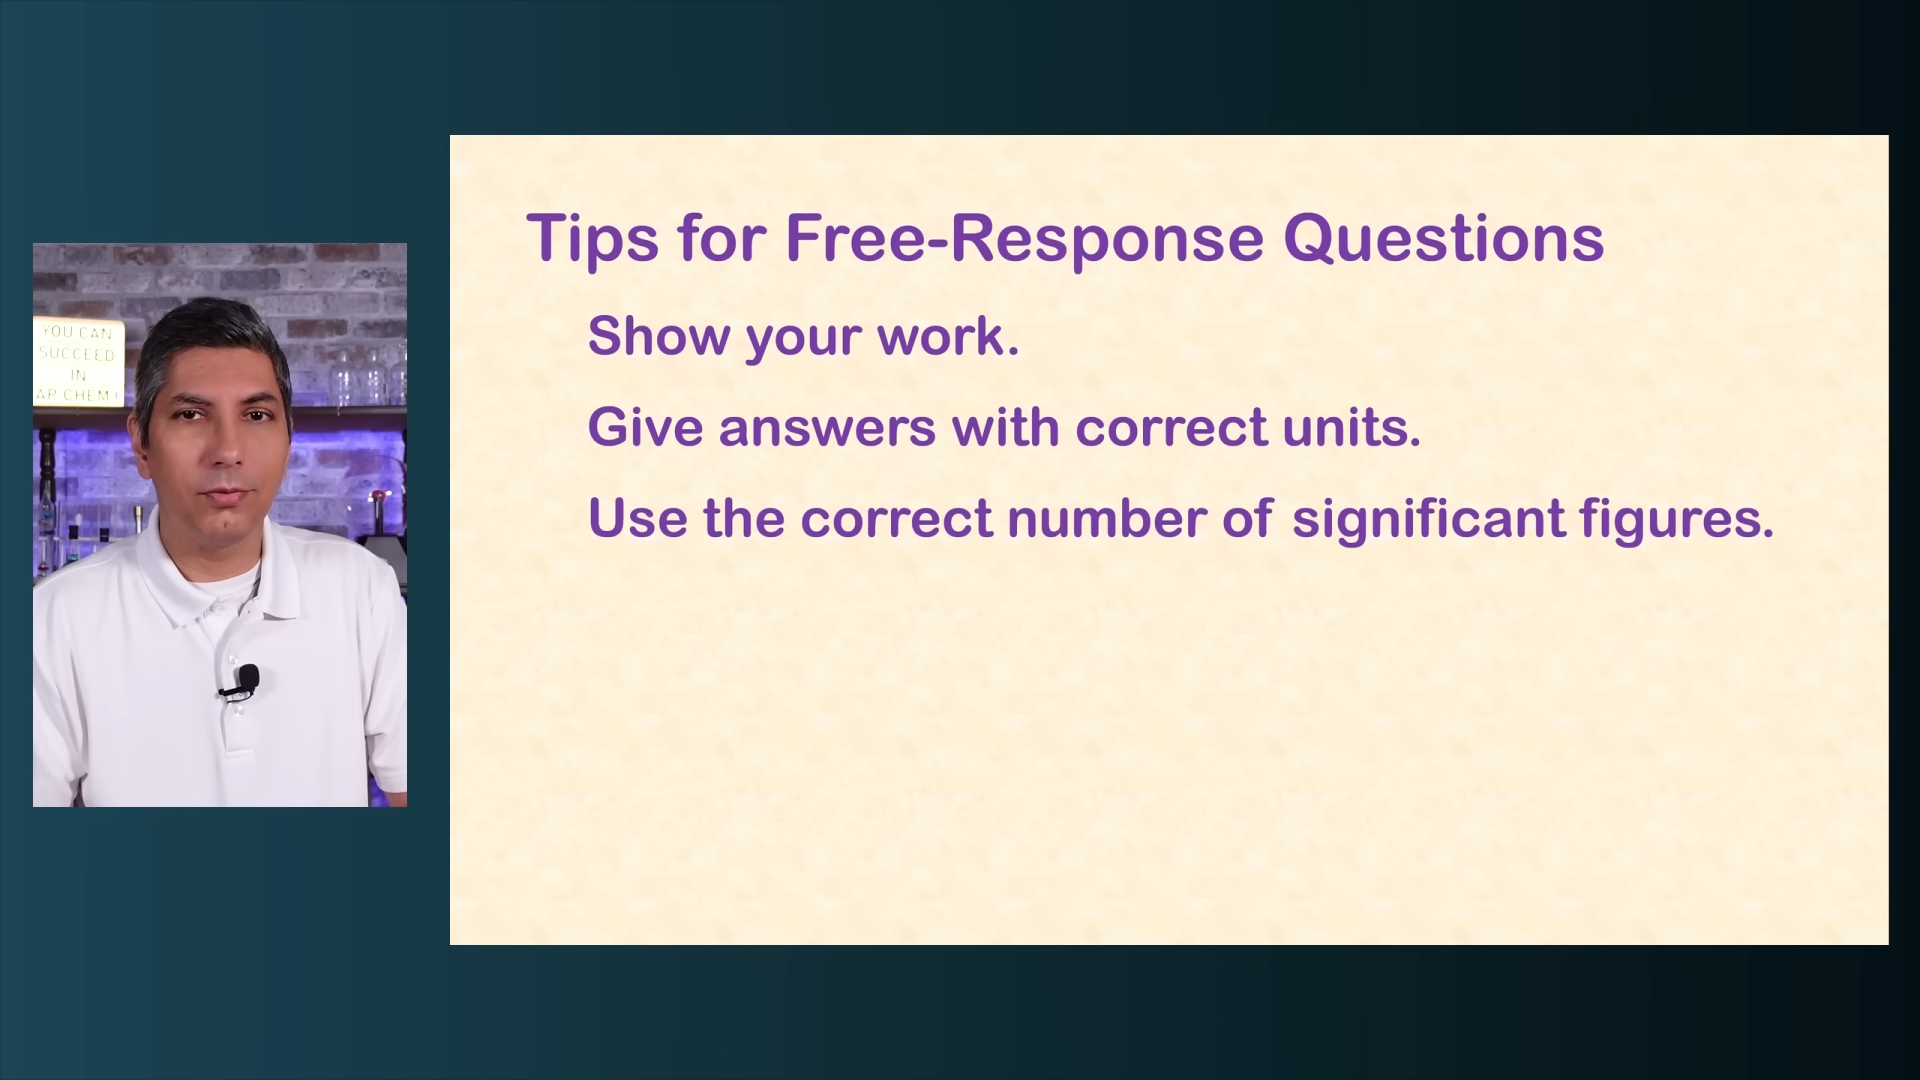 YOU CAN
SUCCEED
IN
AP CHEM!
Tips for Free-Response Questions
Show your work.
Give answers with correct units.
Use the correct number of significant figures.